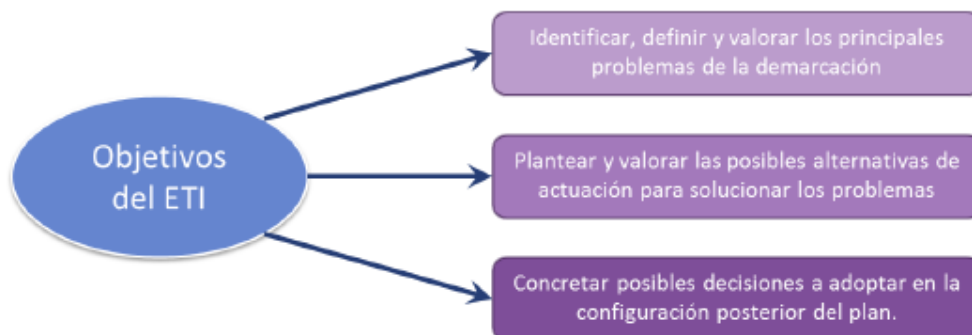 Objetivos
del ETI
Identificar, definir y valorar los principales
problemas de la demarcación
Plantear y valorar las posibles alternativas de
actuación para solucionar los problemas
Concretar posibles decisiones a adoptar en la
configuración posterior del plan.